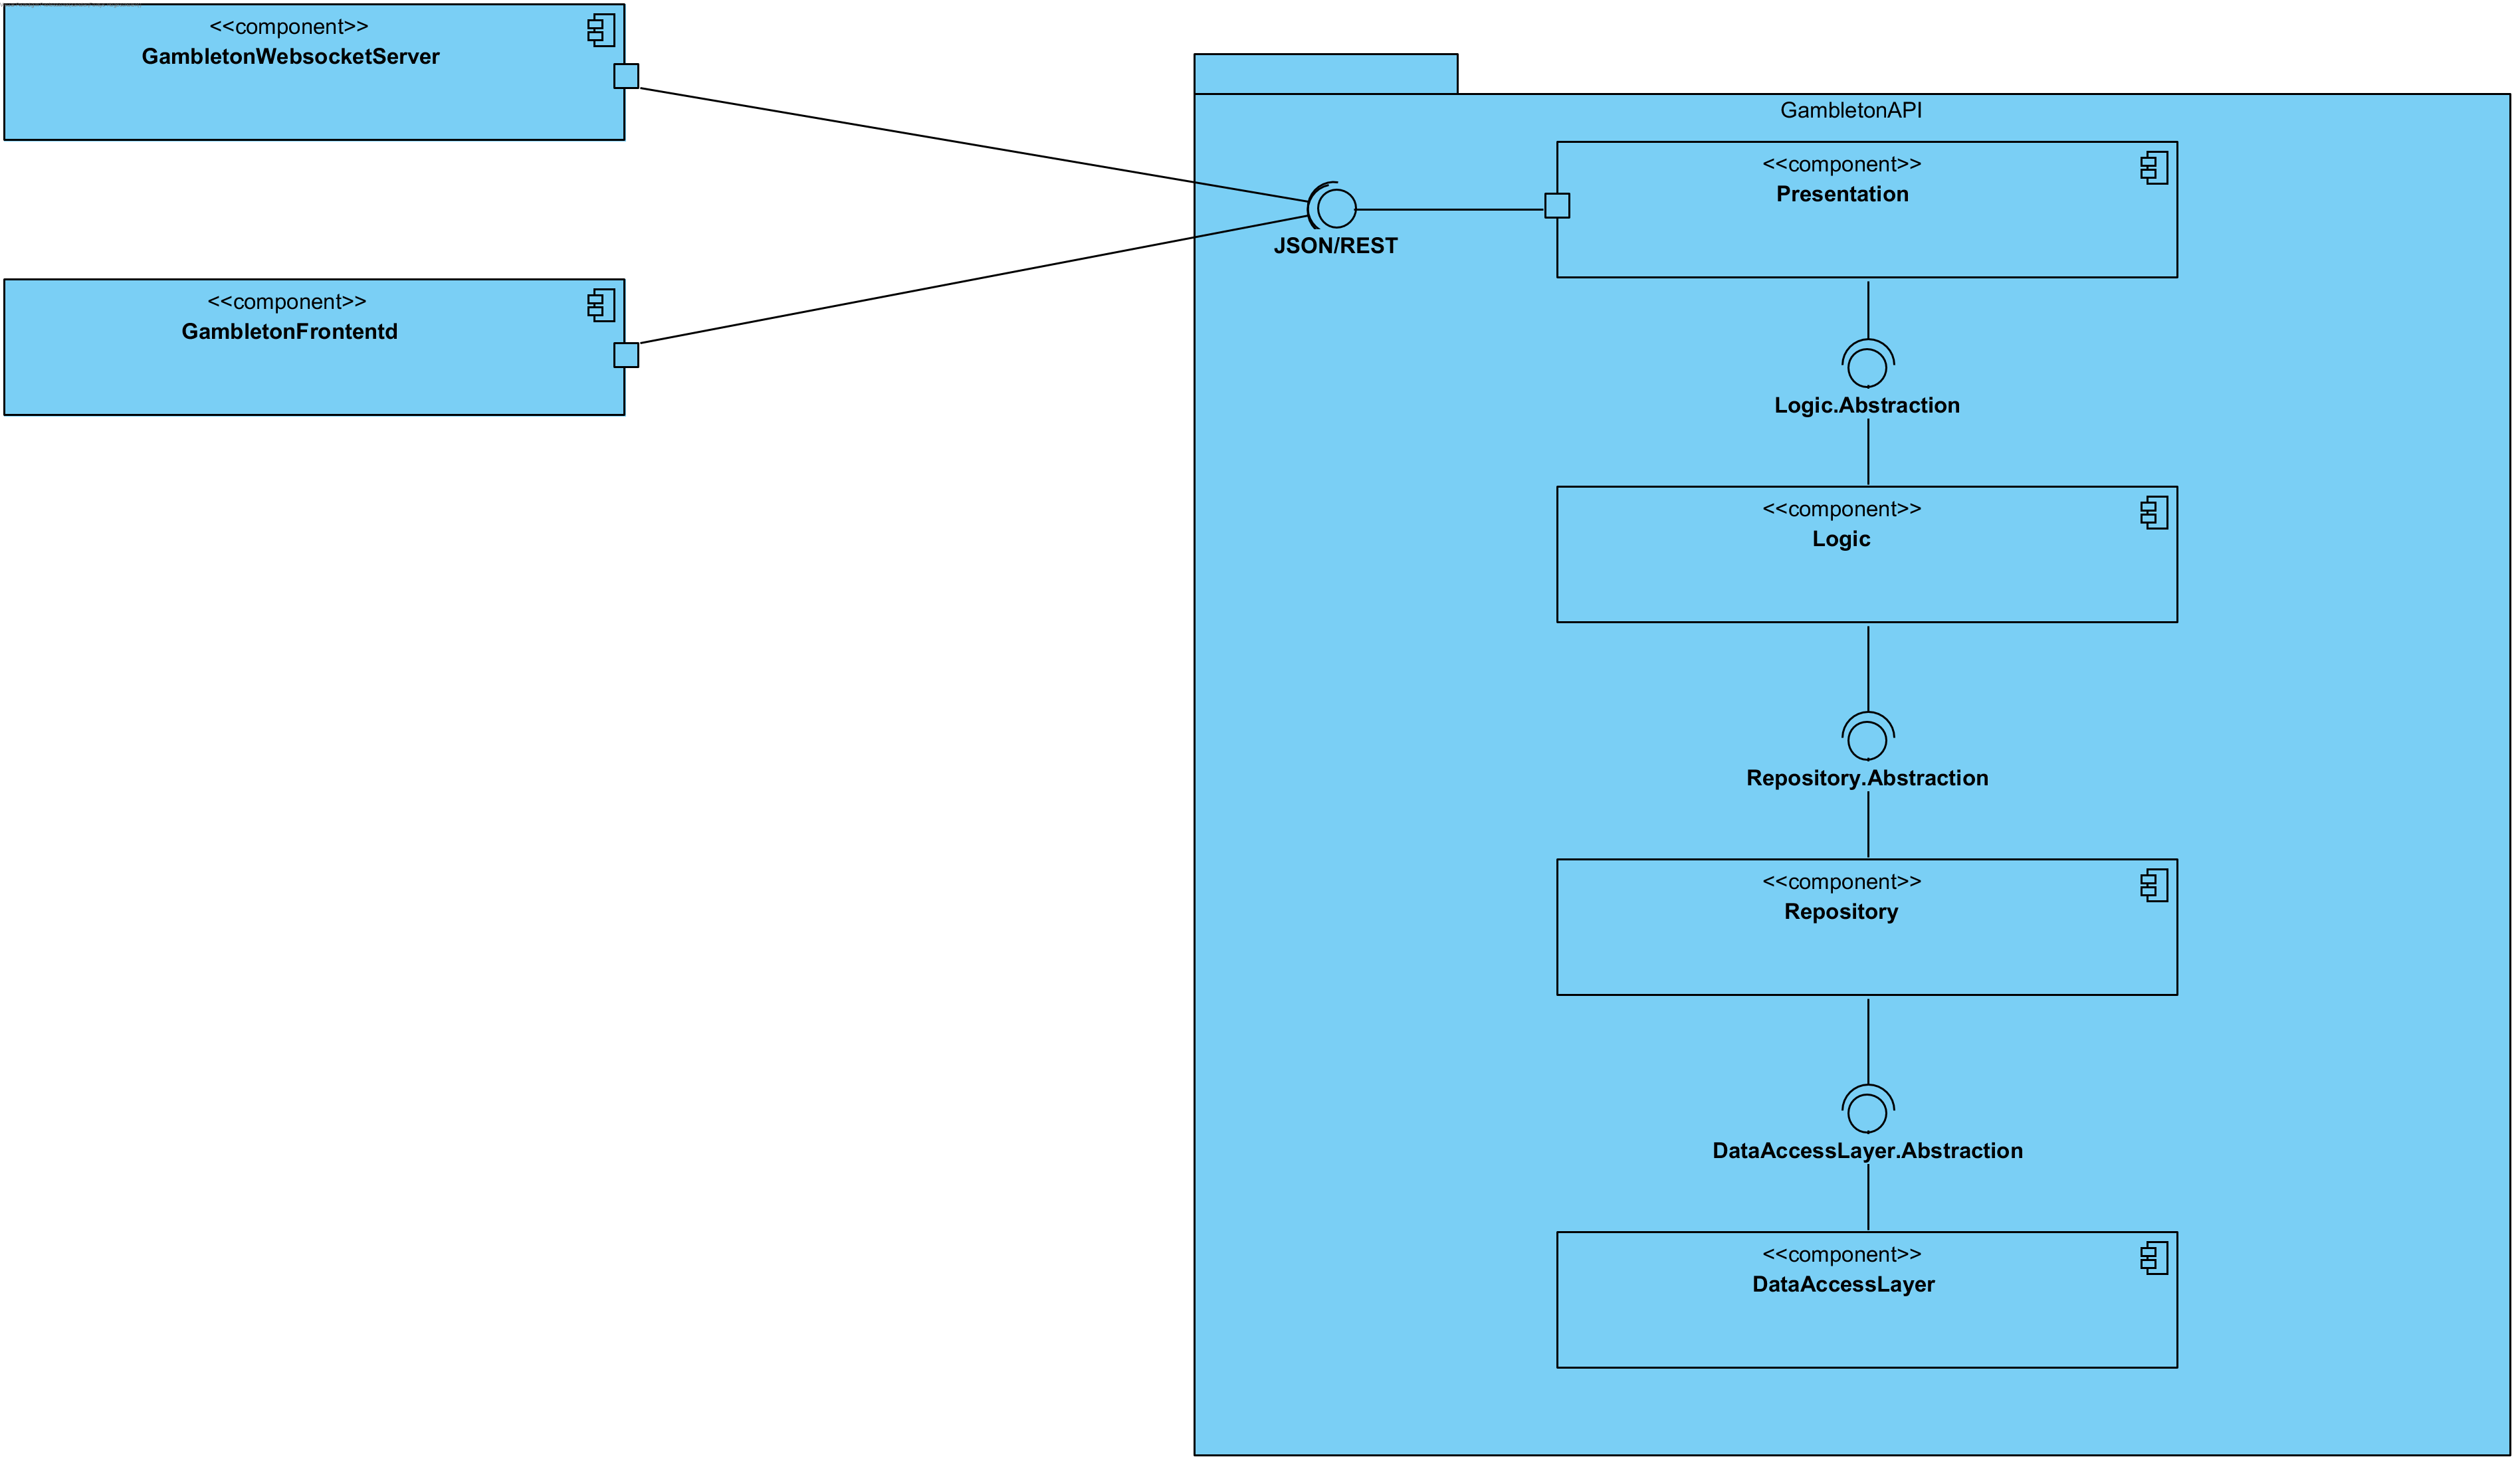 <<component>>
GambletonWebsocketServer
<<component>>
GambletonFrontentd
GambletonAPI
<<component>>
Presentation
JSON/REST
Logic.Abstraction
<<component>>
Logic
Repository.Abstraction
<<component>>
Repository
DataAccessLayer.Abstraction
<<component>>
DataAccessLayer